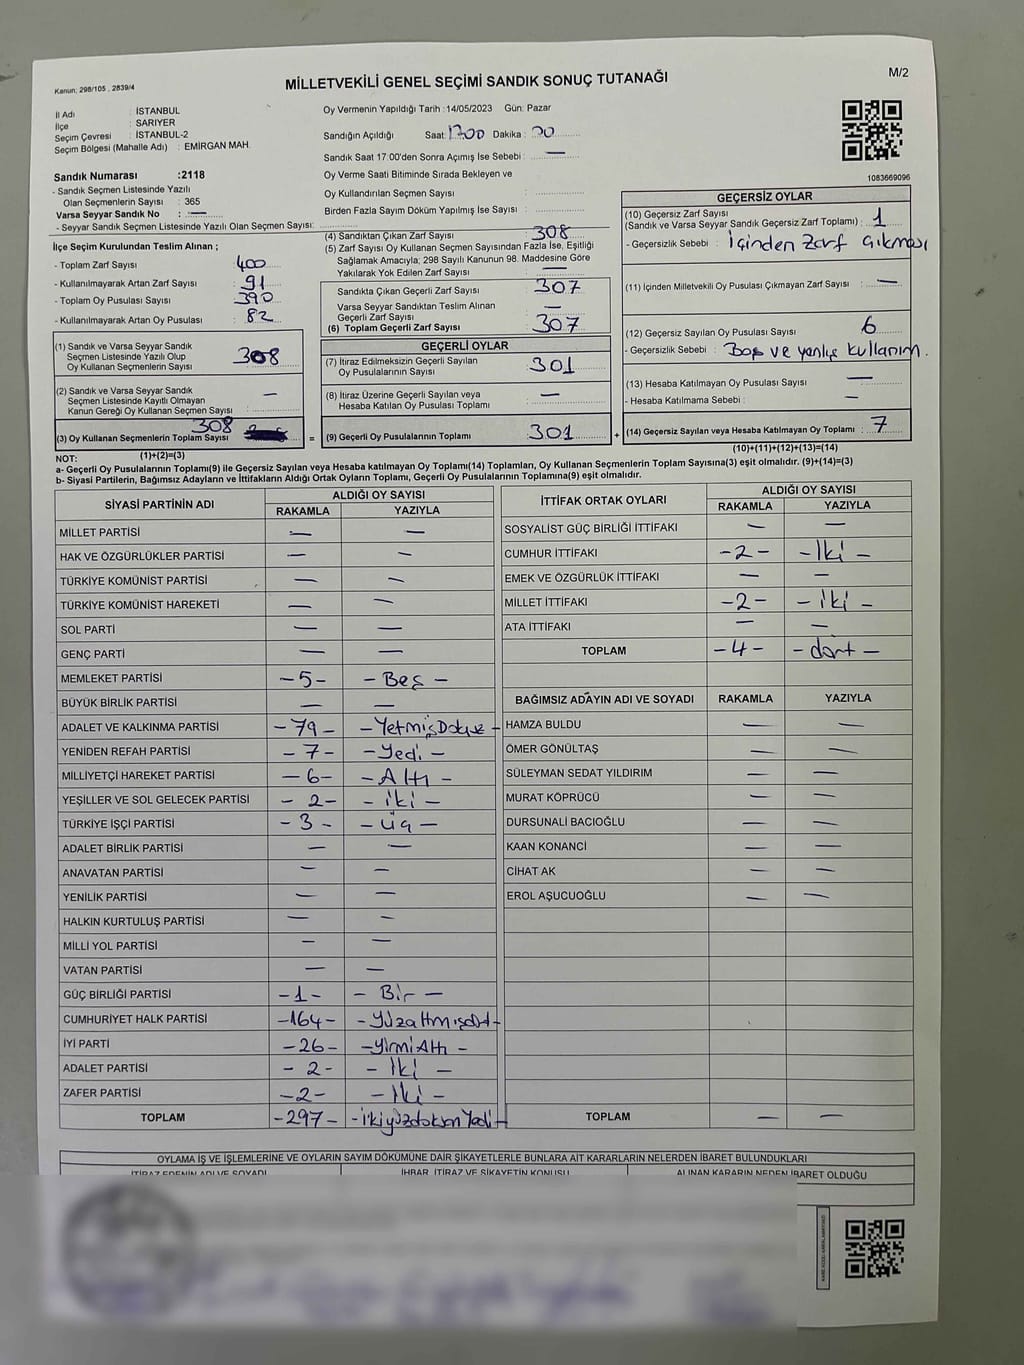 Kanun; 298/105 , 2839/4
MİLLETVEKİLİ GENEL SEÇİMİ SANDIK SONUÇ TUTANAĞI
M/2
İl Adı : İSTANBUL
İlçe : SARIYER
Seçim Çevresi : İSTANBUL-2
Seçim Bölgesi (Mahalle Adı) : EMİRGAN MAH.
Sandık Numarası :2118
- Sandık Seçmen Listesinde Yazılı
Olan Seçmenlerin Sayısı : 365
Varsa Seyyar Sandık No : —
- Seyyar Sandık Seçmen Listesinde Yazılı Olan Seçmen Sayısı:
Oy Vermenin Yapıldığı Tarih :14/05/2023 Gün: Pazar
Sandığın Açıldığı Saat: 1700 Dakika : 00
Sandık Saat 17:00'den Sonra Açımış İse Sebebi : —
Oy Verme Saati Bitiminde Sırada Bekleyen ve
Oy Kullandırılan Seçmen Sayısı :
Birden Fazla Sayım Döküm Yapılmış İse Sayısı :
1083669096
İlçe Seçim Kurulundan Teslim Alınan ;
- Toplam Zarf Sayısı : 400
- Kullanılmayarak Artan Zarf Sayısı : 91
- Toplam Oy Pusulası Sayısı : 390
- Kullanılmayarak Artan Oy Pusulası : 82
(1) Sandık ve Varsa Seyyar Sandık
Seçmen Listesinde Yazılı Olup
Oy Kullanan Seçmenlerin Sayısı : 308
(2) Sandık ve Varsa Seyyar Sandık
Seçmen Listesinde Kayıtlı Olmayan
Kanun Gereği Oy Kullanan Seçmen Sayısı : —
(3) Oy Kullanan Seçmenlerin Toplam Sayısı 308
(4) Sandıktan Çıkan Zarf Sayısı : 308
(5) Zarf Sayısı Oy Kullanan Seçmen Sayısından Fazla İse, Eşitliği
Sağlamak Amacıyla; 298 Sayılı Kanunun 98. Maddesine Göre
Yakılarak Yok Edilen Zarf Sayısı : —
Sandıkta Çıkan Geçerli Zarf Sayısı : 307
Varsa Seyyar Sandıktan Teslim Alınan
Geçerli Zarf Sayısı : —
(6) Toplam Geçerli Zarf Sayısı : 307
GEÇERLİ OYLAR
(7) İtiraz Edilmeksizin Geçerli Sayılan
Oy Pusulalarının Sayısı : 301
(8) İtiraz Üzerine Geçerli Sayılan veya
Hesaba Katılan Oy Pusulası Toplamı : —
= (9) Geçerli Oy Pusulalarının Toplamı : 301
GEÇERSİZ OYLAR
(10) Geçersiz Zarf Sayısı
(Sandık ve Varsa Seyyar Sandık Geçersiz Zarf Toplamı) : 1
- Geçersizlik Sebebi : İçinden Zarf Çıkması
(11) İçinden Milletvekili Oy Pusulası Çıkmayan Zarf Sayısı : —
(12) Geçersiz Sayılan Oy Pusulası Sayısı : 6
- Geçersizlik Sebebi : Boş ve yanlış kullanım.
(13) Hesaba Katılmayan Oy Pusulası Sayısı : —
- Hesaba Katılmama Sebebi : —
+ (14) Geçersiz Sayılan veya Hesaba Katılmayan Oy Toplamı : 7
NOT: (1)+(2)=(3)
(10)+(11)+(12)+(13)=(14)
a- Geçerli Oy Pusulalarının Toplamı(9) ile Geçersiz Sayılan veya Hesaba katılmayan Oy Toplamı(14) Toplamları, Oy Kullanan Seçmenlerin Toplam Sayısına(3) eşit olmalıdır. (9)+(14)=(3)
b- Siyasi Partilerin, Bağımsız Adayların ve İttifakların Aldığı Ortak Oyların Toplamı, Geçerli Oy Pusulalarının Toplamına(9) eşit olmalıdır.
SİYASİ PARTİNİN ADI ALDIĞI OY SAYISI
RAKAMLA YAZIYLA
MİLLET PARTİSİ — —
HAK VE ÖZGÜRLÜKLER PARTİSİ — —
TÜRKİYE KOMÜNİST PARTİSİ — —
TÜRKİYE KOMÜNİST HAREKETİ — —
SOL PARTİ — —
GENÇ PARTİ — —
MEMLEKET PARTİSİ -5- - Beş -
BÜYÜK BİRLİK PARTİSİ — —
ADALET VE KALKINMA PARTİSİ -79- - YetmişDokuz -
YENİDEN REFAH PARTİSİ -7- - Yedi -
MİLLİYETÇİ HAREKET PARTİSİ -6- - Altı -
YEŞİLLER VE SOL GELECEK PARTİSİ -2- - iki -
TÜRKİYE İŞÇİ PARTİSİ -3- - üç -
ADALET BİRLİK PARTİSİ — —
ANAVATAN PARTİSİ — —
YENİLİK PARTİSİ — —
HALKIN KURTULUŞ PARTİSİ — —
MİLLİ YOL PARTİSİ — —
VATAN PARTİSİ — —
GÜÇ BİRLİĞİ PARTİSİ -1- - Bir -
CUMHURİYET HALK PARTİSİ -164- - Yüzaltmışdört-
İYİ PARTİ -26- -YirmiAltı -
ADALET PARTİSİ -2- - İki -
ZAFER PARTİSİ -2- - İki -
TOPLAM -297- -ikiyüzdoksan Yedi-
İTTİFAK ORTAK OYLARI ALDIĞI OY SAYISI
RAKAMLA YAZIYLA
SOSYALİST GÜÇ BİRLİĞİ İTTİFAKI — —
CUMHUR İTTİFAKI -2- -İki -
EMEK VE ÖZGÜRLÜK İTTİFAKI — —
MİLLET İTTİFAKI -2- - iki -
ATA İTTİFAKI — —
TOPLAM -4- - dört -
BAĞIMSIZ ADAYIN ADI VE SOYADI RAKAMLA YAZIYLA
HAMZA BULDU — —
ÖMER GÖNÜLTAŞ — —
SÜLEYMAN SEDAT YILDIRIM — —
MURAT KÖPRÜCÜ — —
DURSUNALİ BACIOĞLU — —
KAAN KONANCİ — —
CİHAT AK — —
EROL AŞUCUOĞLU — —
TOPLAM — —
OYLAMA İŞ VE İŞLEMLERİNE VE OYLARIN SAYIM DÖKÜMÜNE DAİR ŞİKAYETLERLE BUNLARA AİT KARARLARIN NELERDEN İBARET BULUNDUKLARI
İTİRAZ EDENİN ADI VE SOYADI İHBAR, İTİRAZ VE ŞİKAYETİN KONUSU ALINAN KARARIN NEDEN İBARET OLDUĞU